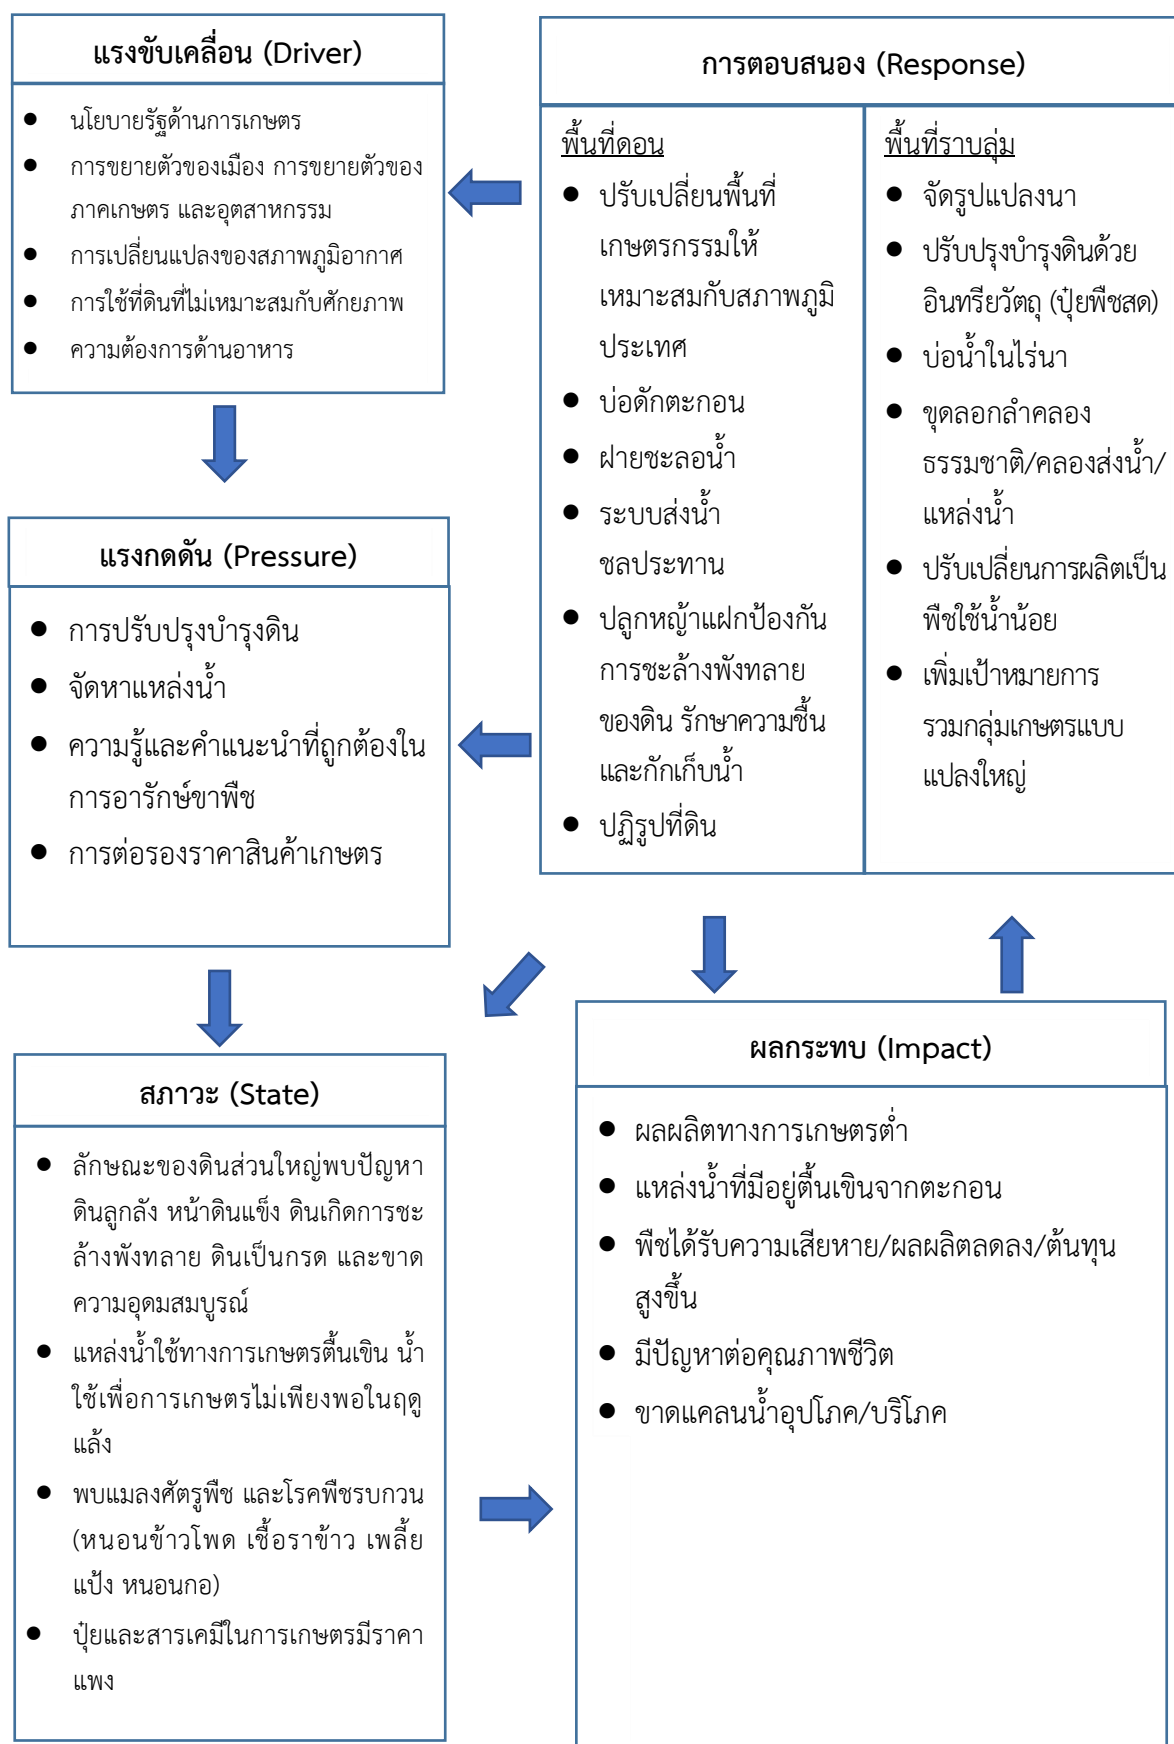 แรงขับเคลื่อน (Driver)
● นโยบายรัฐด้านการเกษตร
● การขยายตัวของเมือง การขยายตัวของ
ภาคเกษตร และอุตสาหกรรม
● การเปลี่ยนแปลงของสภาพภูมิอากาศ
● การใช้ที่ดินที่ไม่เหมาะสมกับศักยภาพ
● ความต้องการด้านอาหาร
การตอบสนอง (Response)
พื้นที่ดอน
● ปรับเปลี่ยนพื้นที่
เกษตรกรรมให้
เหมาะสมกับสภาพภูมิ
ประเทศ
● บ่อดักตะกอน
● ฝายชะลอน้ำ
● ระบบส่งน้ำ
ชลประทาน
● ปลูกหญ้าแฝกป้องกัน
การชะล้างพังทลาย
ของดิน รักษาความชื้น
และกักเก็บน้ำ
● ปฏิรูปที่ดิน
พื้นที่ราบลุ่ม
● จัดรูปแปลงนา
● ปรับปรุงบำรุงดินด้วย
อินทรียวัตถุ (ปุ๋ยพืชสด)
● บ่อน้ำในไร่นา
● ขุดลอกลำคลอง
ธรรมชาติ/คลองส่งน้ำ/
แหล่งน้ำ
● ปรับเปลี่ยนการผลิตเป็น
พืชใช้น้ำน้อย
● เพิ่มเป้าหมายการ
รวมกลุ่มเกษตรแบบ
แปลงใหญ่
แรงกดดัน (Pressure)
● การปรับปรุงบำรุงดิน
● จัดหาแหล่งน้ำ
● ความรู้และคำแนะนำที่ถูกต้องใน
การอารักษ์ขาพืช
● การต่อรองราคาสินค้าเกษตร
สภาวะ (State)
● ลักษณะของดินส่วนใหญ่พบปัญหา
ดินลูกลัง หน้าดินแข็ง ดินเกิดการชะ
ล้างพังทลาย ดินเป็นกรด และขาด
ความอุดมสมบูรณ์
● แหล่งน้ำใช้ทางการเกษตรตื้นเขิน น้ำ
ใช้เพื่อการเกษตรไม่เพียงพอในฤดู
แล้ง
● พบแมลงศัตรูพืช และโรคพืชรบกวน
(หนอนข้าวโพด เชื้อราข้าว เพลี้ย
แป้ง หนอนกอ)
● ปุ๋ยและสารเคมีในการเกษตรมีราคา
แพง
ผลกระทบ (Impact)
● ผลผลิตทางการเกษตรต่ำ
● แหล่งน้ำที่มีอยู่ตื้นเขินจากตะกอน
● พืชได้รับความเสียหาย/ผลผลิตลดลง/ต้นทุน
สูงขึ้น
● มีปัญหาต่อคุณภาพชีวิต
● ขาดแคลนน้ำอุปโภค/บริโภค